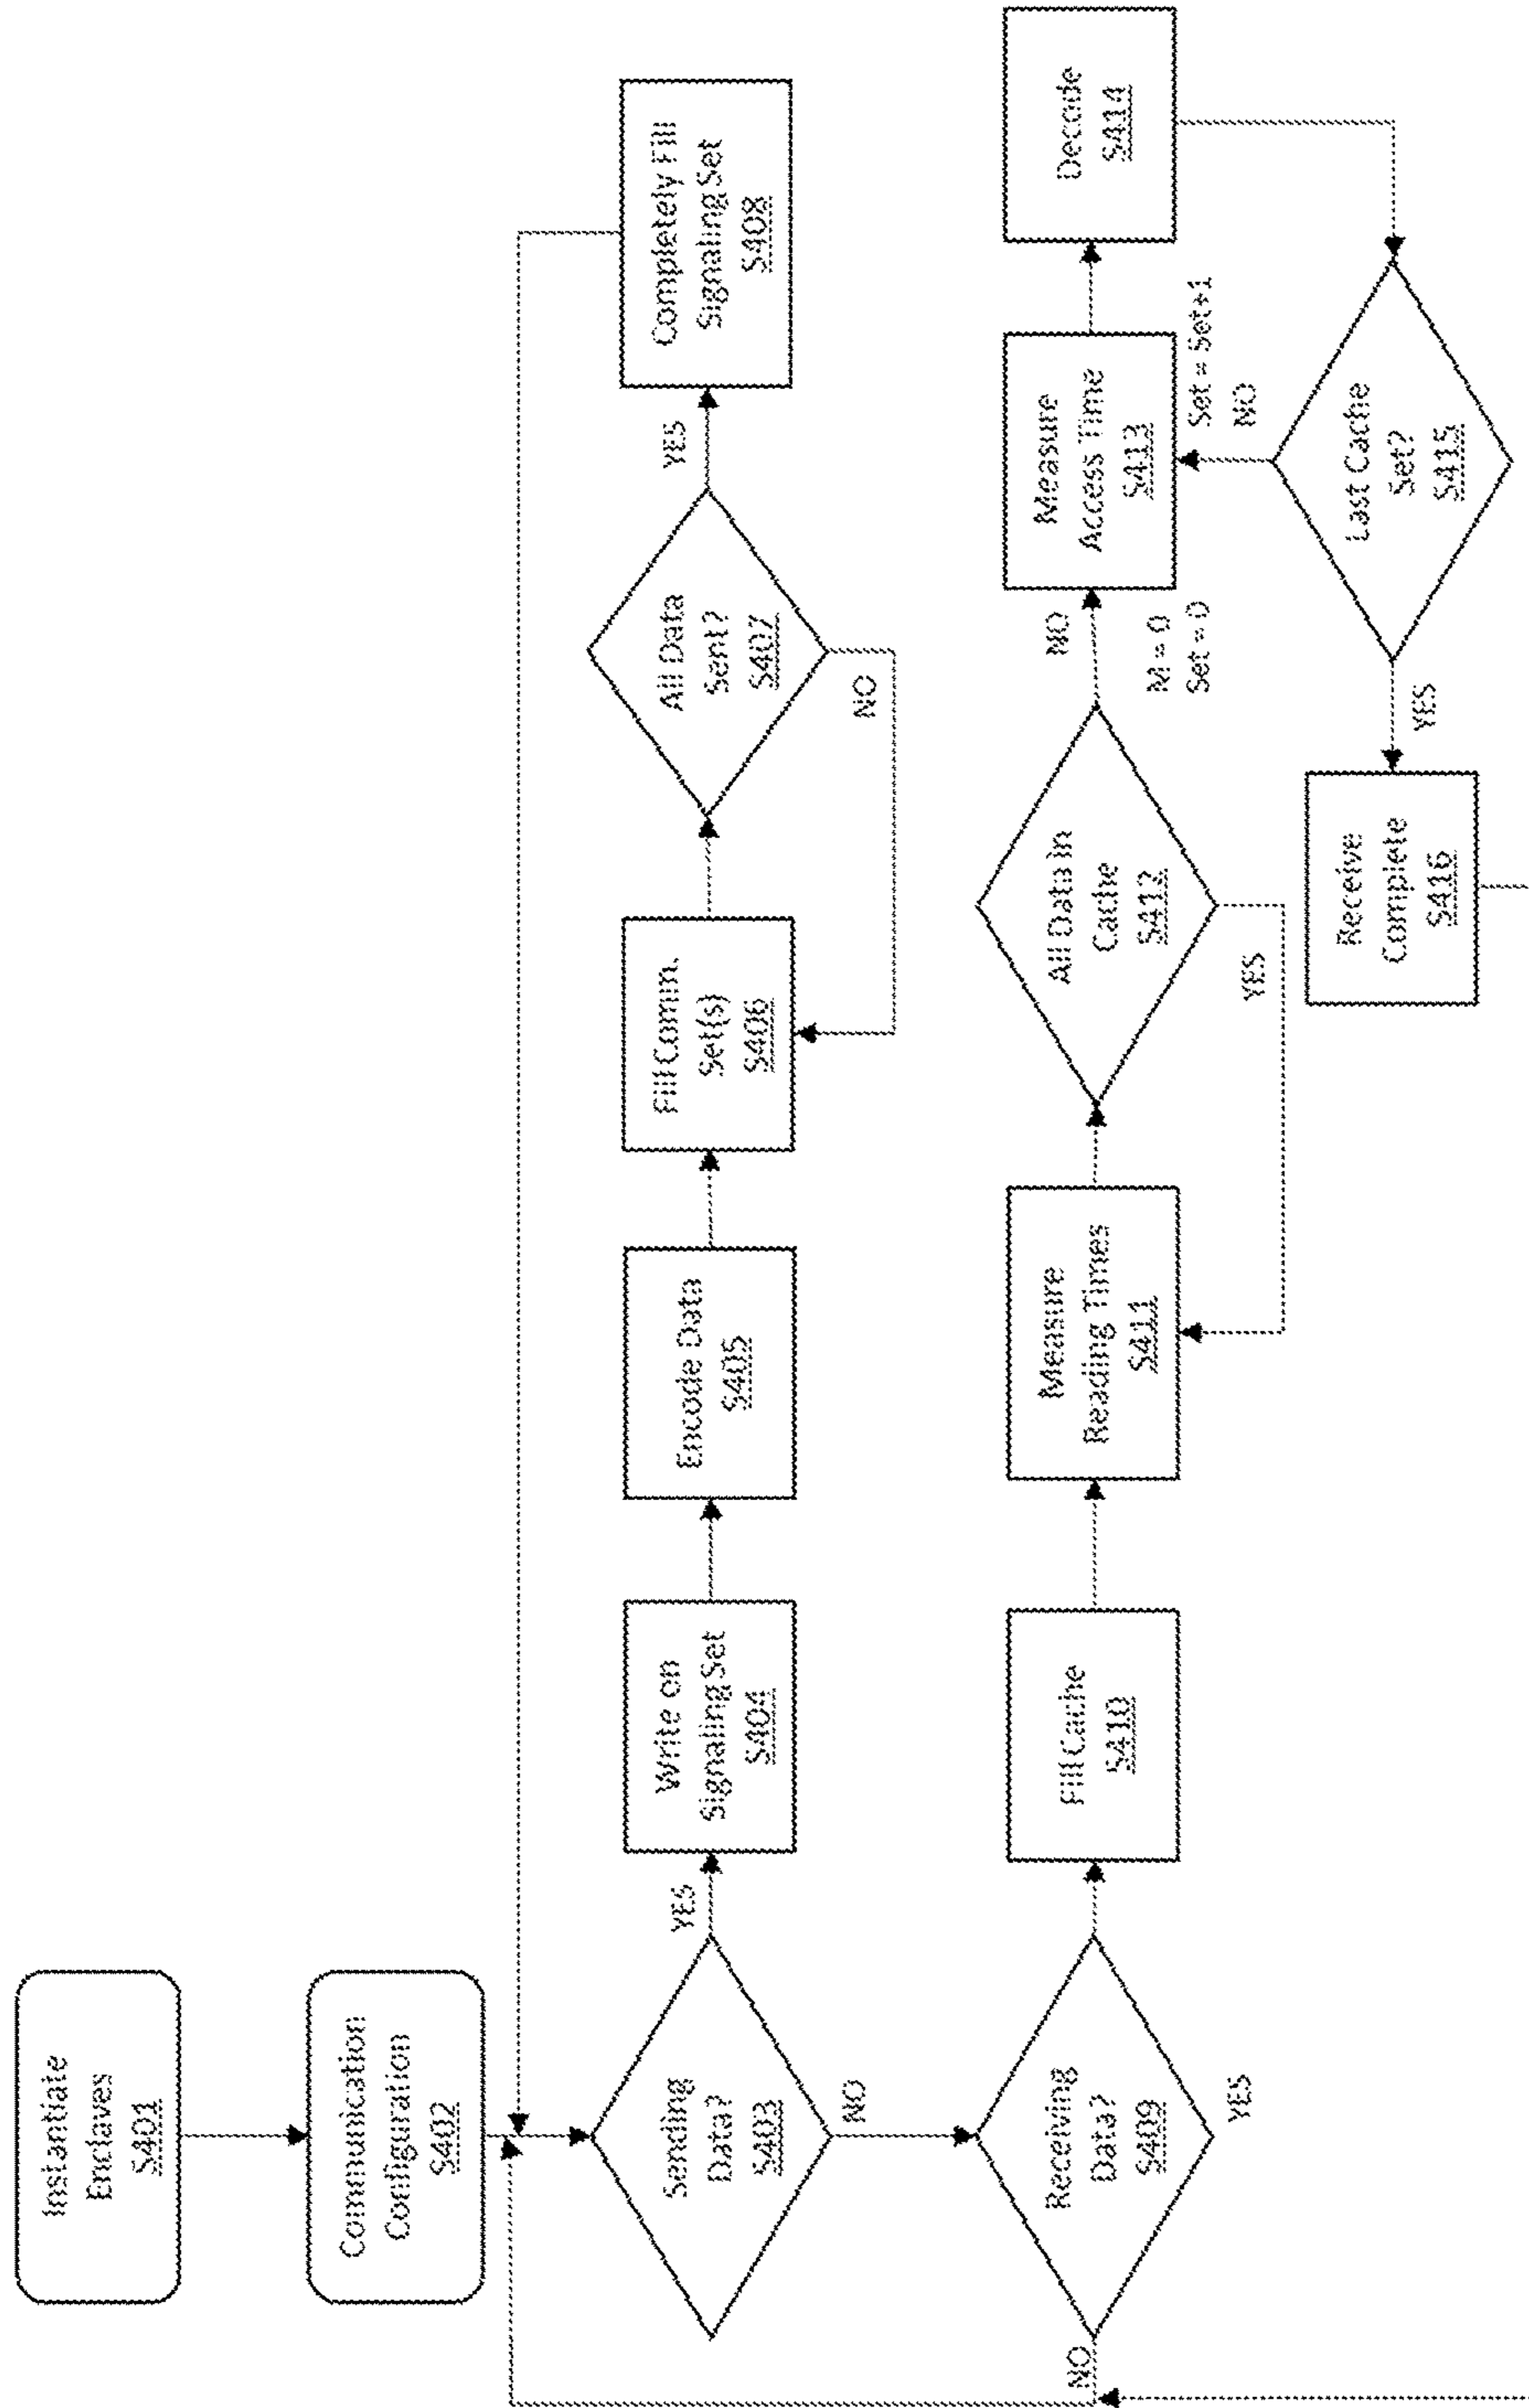 Instantiate
Enclaves
S401
Communication
Configuration
S402
Sending
Data?
S403
YES
NO
Write on
Signaling Set
S404
Encode Data
S405
Fill Comm.
Set(s)
S406
All Data
Sent?
S407
YES
NO
Completely Fill
Signaling Set
S408
Receiving
Data?
S409
NO
YES
Fill Cache
S410
Measure
Reading Times
S411
All Data in
Cache
S412
YES
NO
M = 0
Set = 0
Measure
Access Time
S413
Decode
S414
Set = Set+1
NO
Last Cache
Set?
S415
YES
Receive
Complete
S416